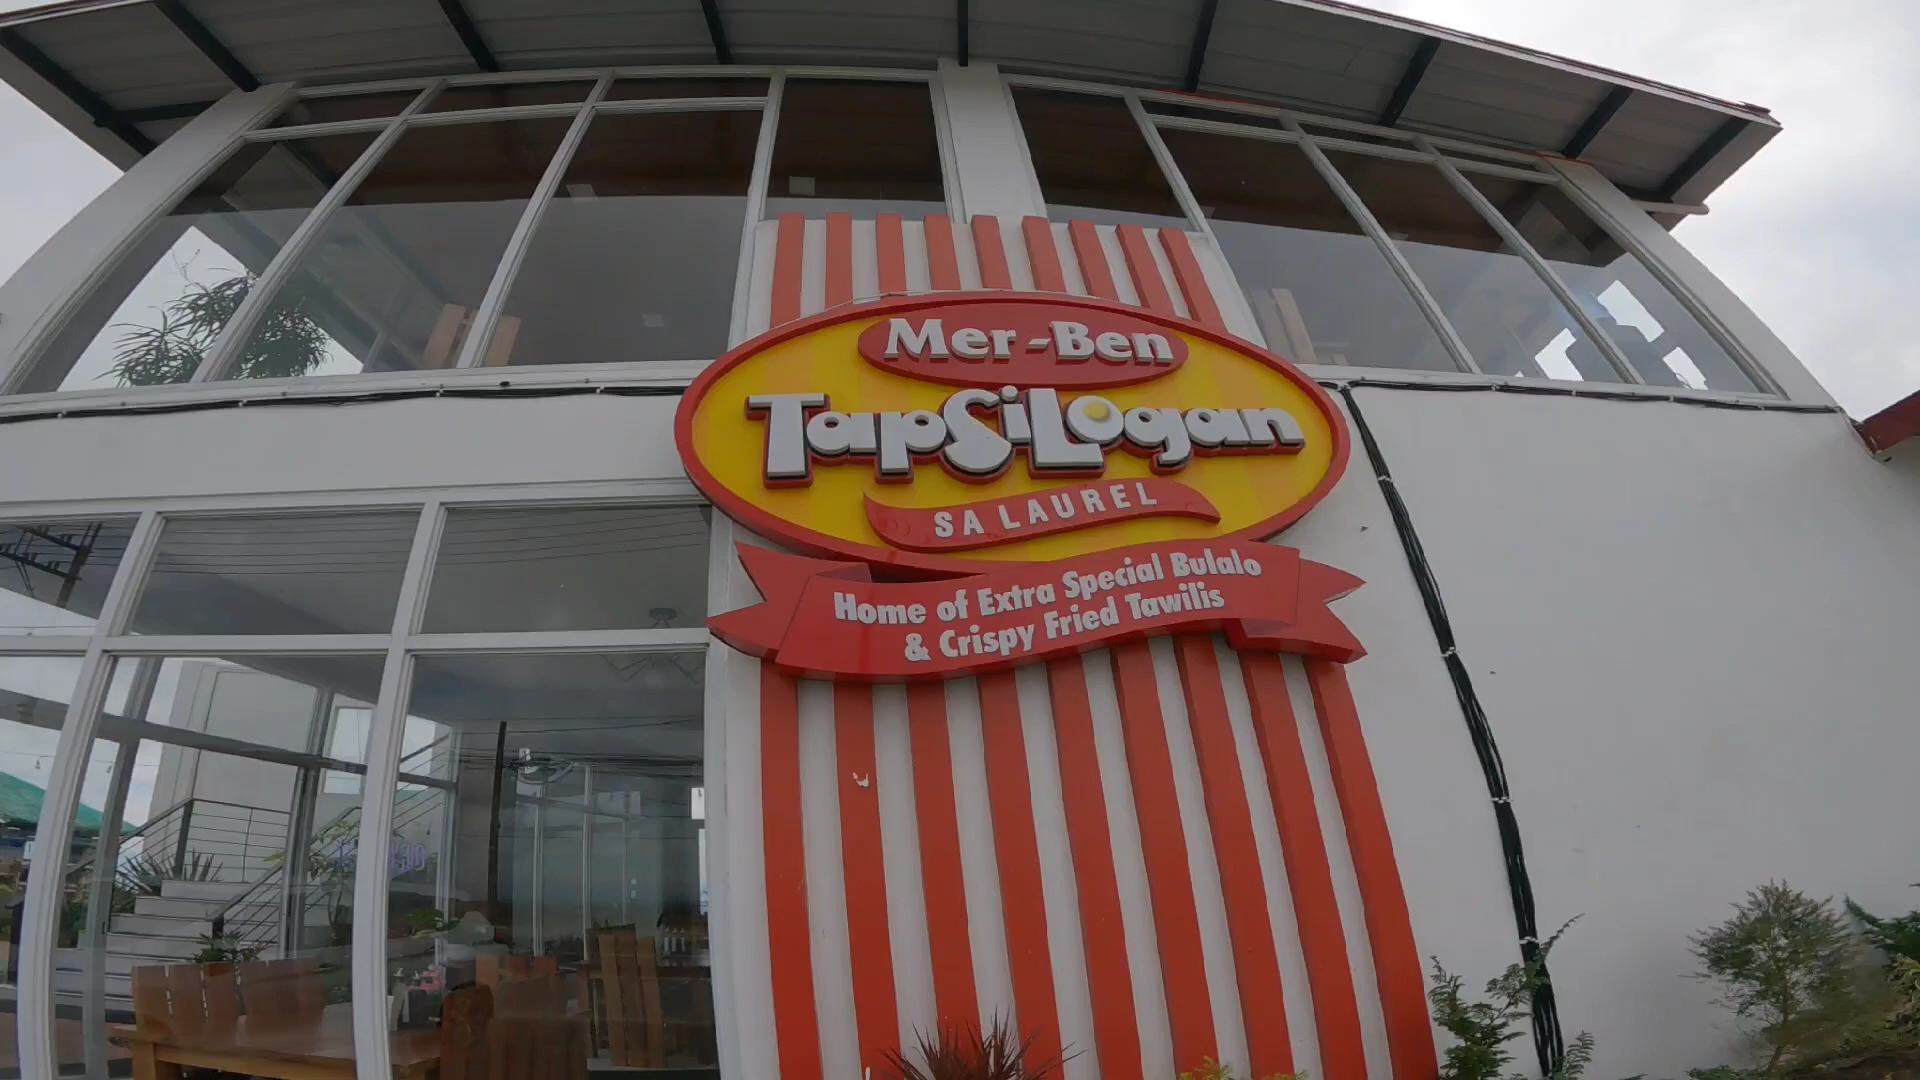 Mer-Ben
TapSiLogan
SA LAUREL
Home of Extra Special Bulalo
& Crispy Fried Tawilis